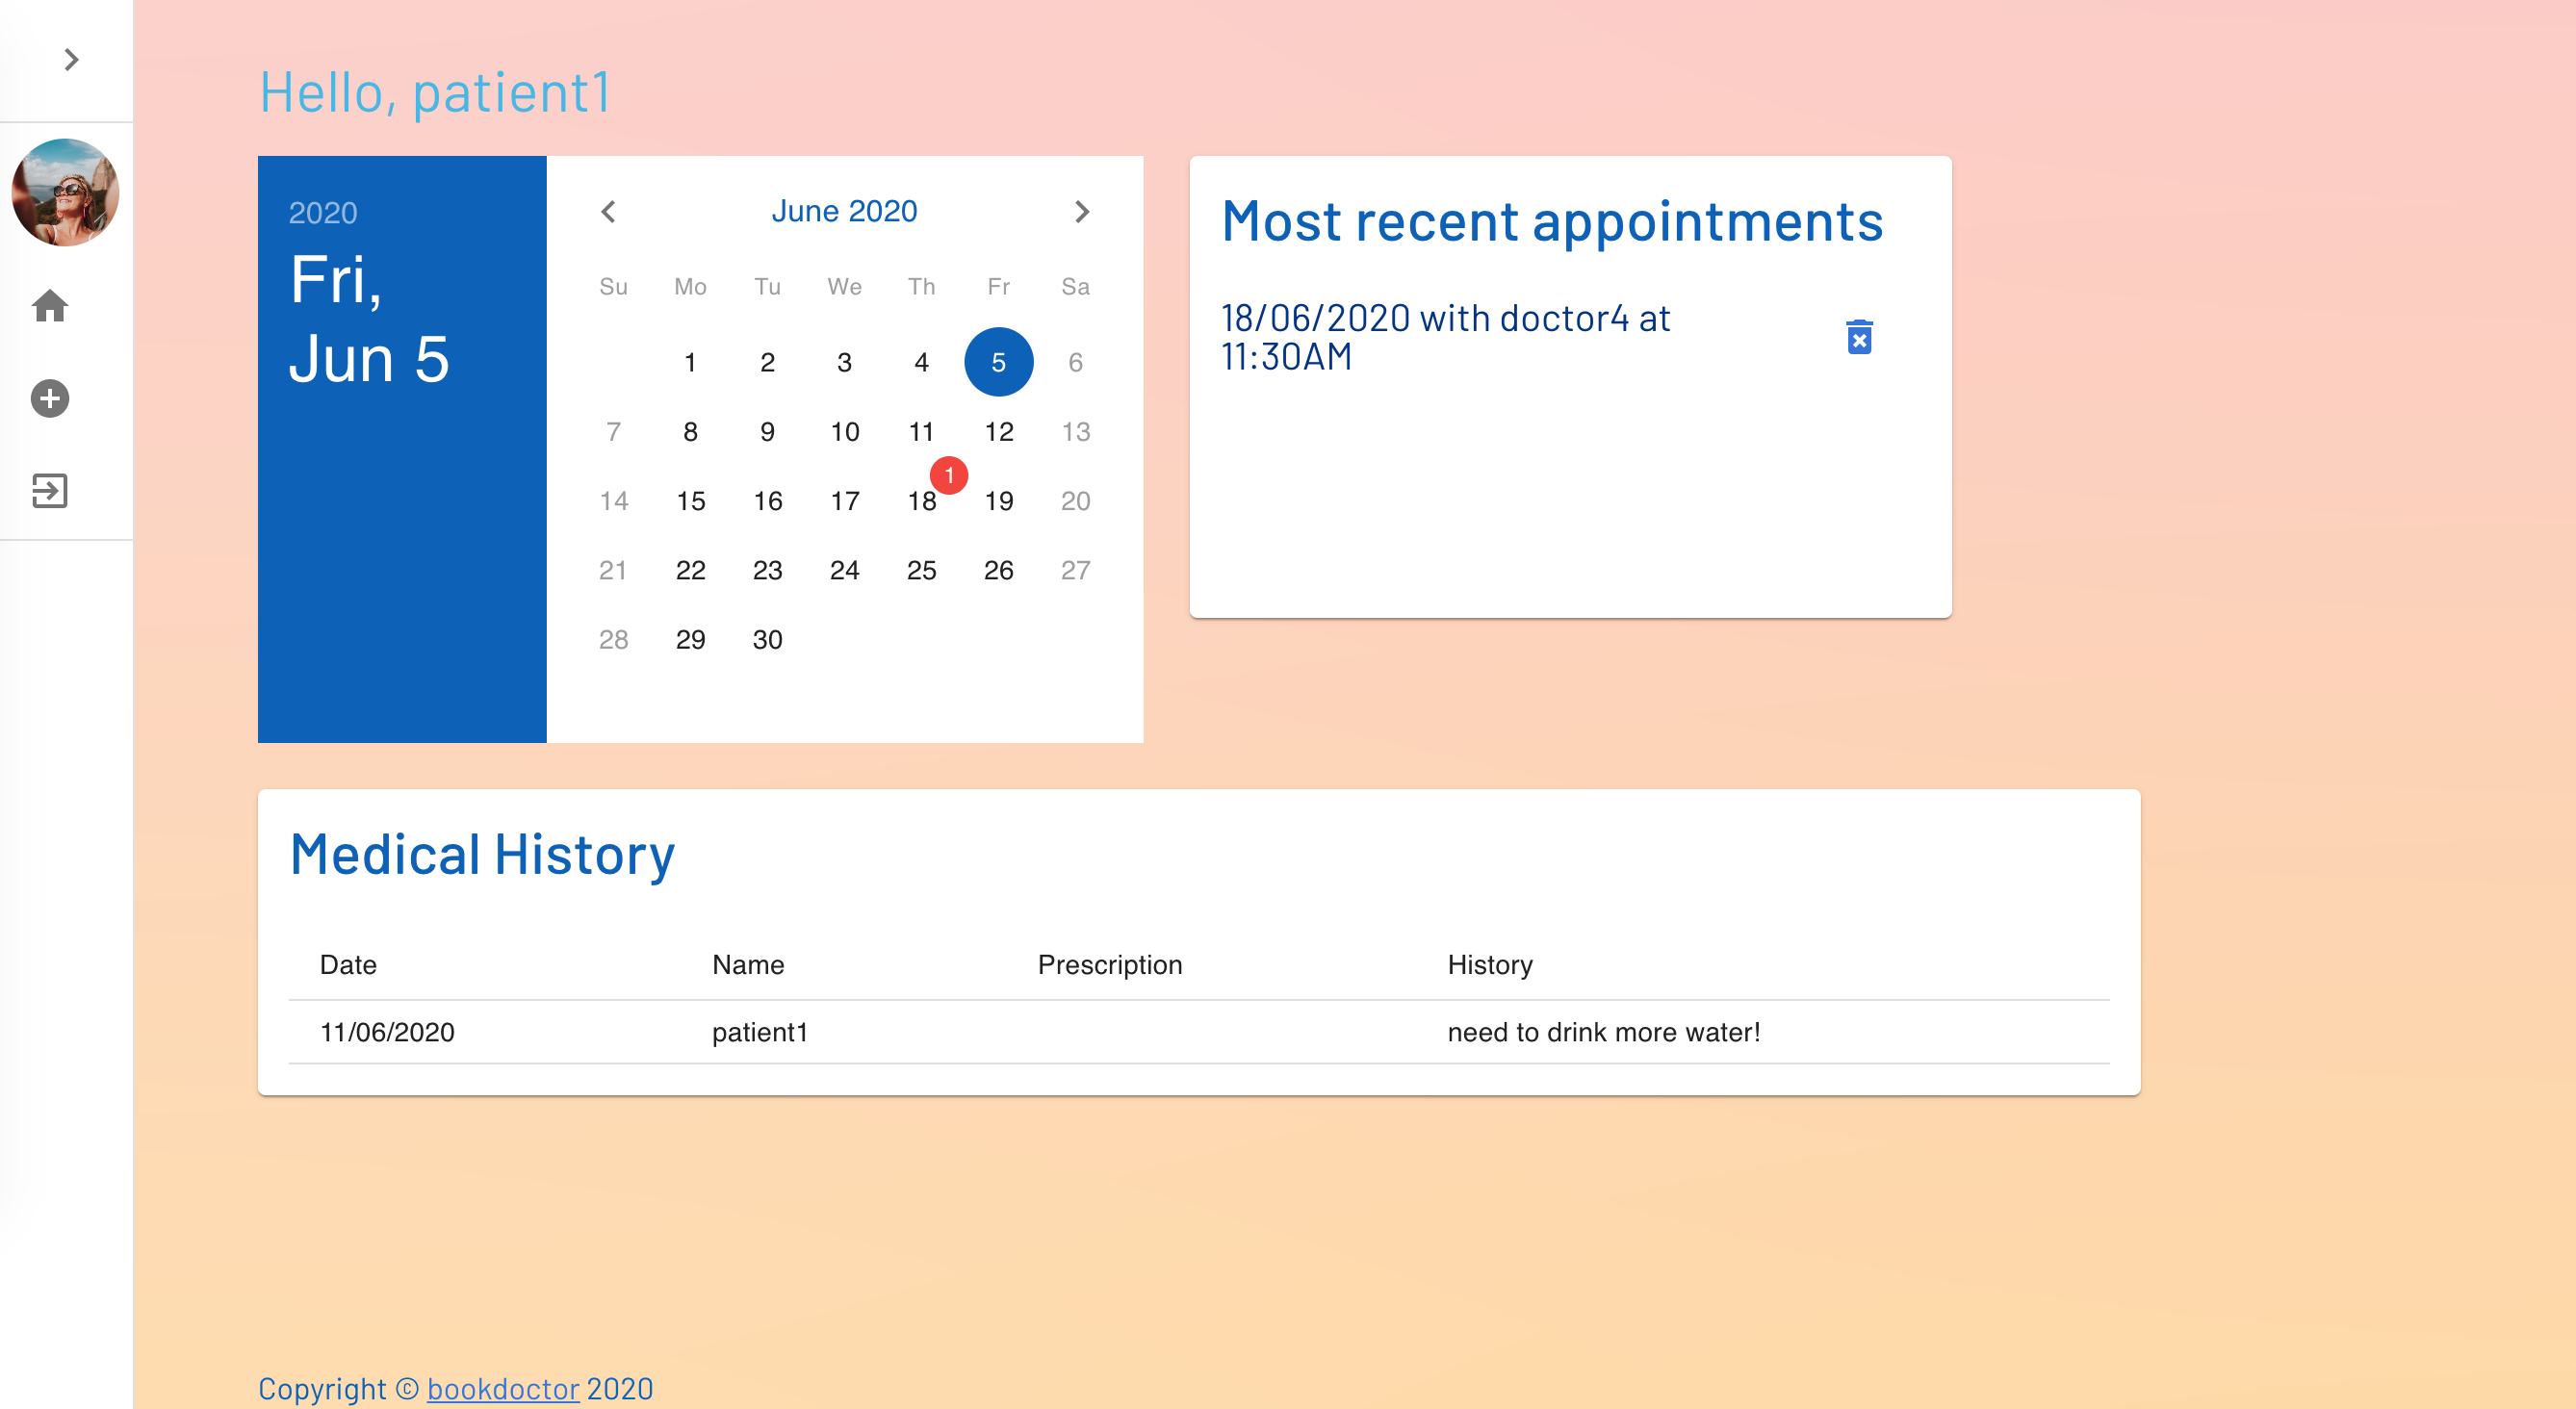 Hello, patient1
2020
Fri,
Jun 5
June 2020
Su Mo Tu We Th Fr Sa
1 2 3 4 5 6
7 8 9 10 11 12 13
1
14 15 16 17 18 19 20
21 22 23 24 25 26 27
28 29 30
Most recent appointments
18/06/2020 with doctor4 at
11:30AM
Medical History
Date Name Prescription History
11/06/2020 patient1 need to drink more water!
Copyright © bookdoctor 2020